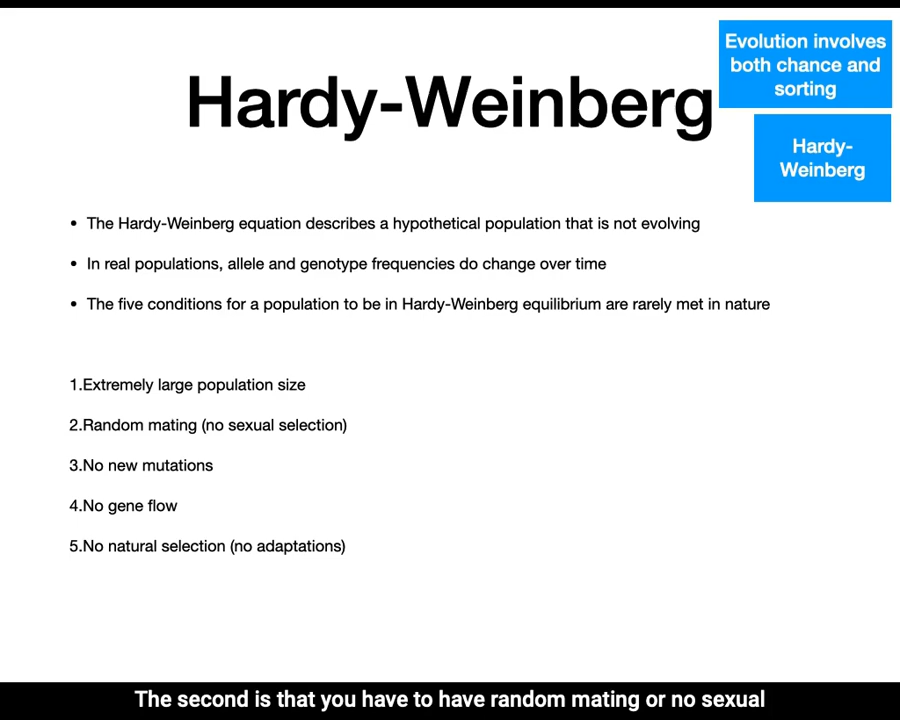 Evolution involves
both chance and
sorting
Hardy-Weinberg
Hardy-
Weinberg
• The Hardy-Weinberg equation describes a hypothetical population that is not evolving
• In real populations, allele and genotype frequencies do change over time
• The five conditions for a population to be in Hardy-Weinberg equilibrium are rarely met in nature
1.Extremely large population size
2.Random mating (no sexual selection)
3.No new mutations
4.No gene flow
5.No natural selection (no adaptations)
The second is that you have to have random mating or no sexual